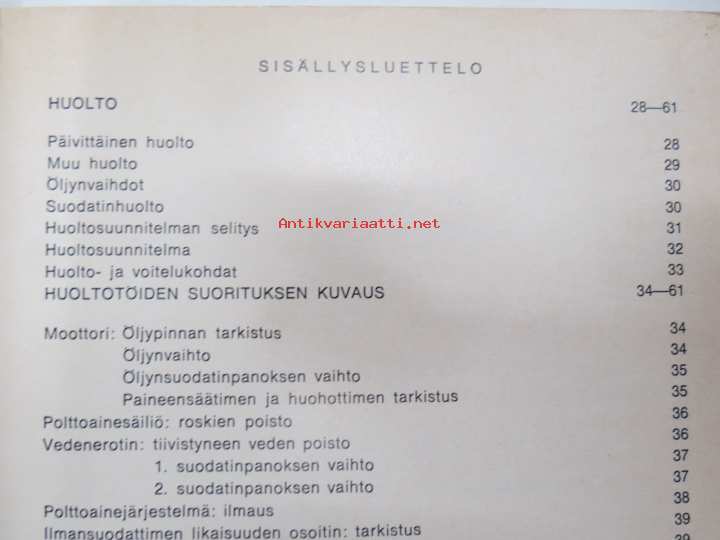 SISÄLLYSLUETTELO
HUOLTO 28—61
Päivittäinen huolto 28
Muu huolto 29
Öljynvaihdot 30
Suodatinhuolto 30
Antikvariaatti.net
Huoltosuunnitelman selitys 31
Huoltosuunnitelma 32
Huolto- ja voitelukohdat 33
HUOLTOTÖIDEN SUORITUKSEN KUVAUS 34—61
Moottori: Öljypinnan tarkistus 34
Öljynvaihto 34
Öljynsuodatinpanoksen vaihto 35
Paineensäätimen ja huohottimen tarkistus 35
Polttoainesäiliö: roskien poisto 36
Vedenerotin: tiivistyneen veden poisto 36
1. suodatinpanoksen vaihto 37
2. suodatinpanoksen vaihto 37
Polttoainejärjestelmä: ilmaus 38
Ilmansuodattimen likaisuuden osoitin: tarkistus 39
39